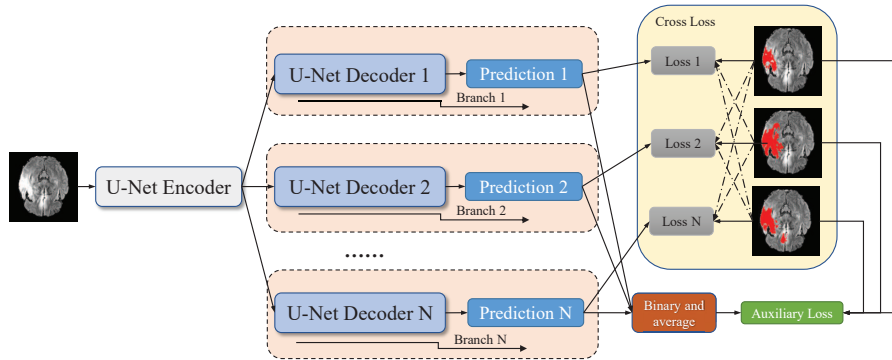 Cross Loss
U-Net Decoder 1
Prediction 1
Loss 1
Branch 1
U-Net Encoder
U-Net Decoder 2
Prediction 2
Loss 2
Branch 2
Loss N
......
U-Net Decoder N
Prediction N
Binary and
average
Auxiliary Loss
Branch N